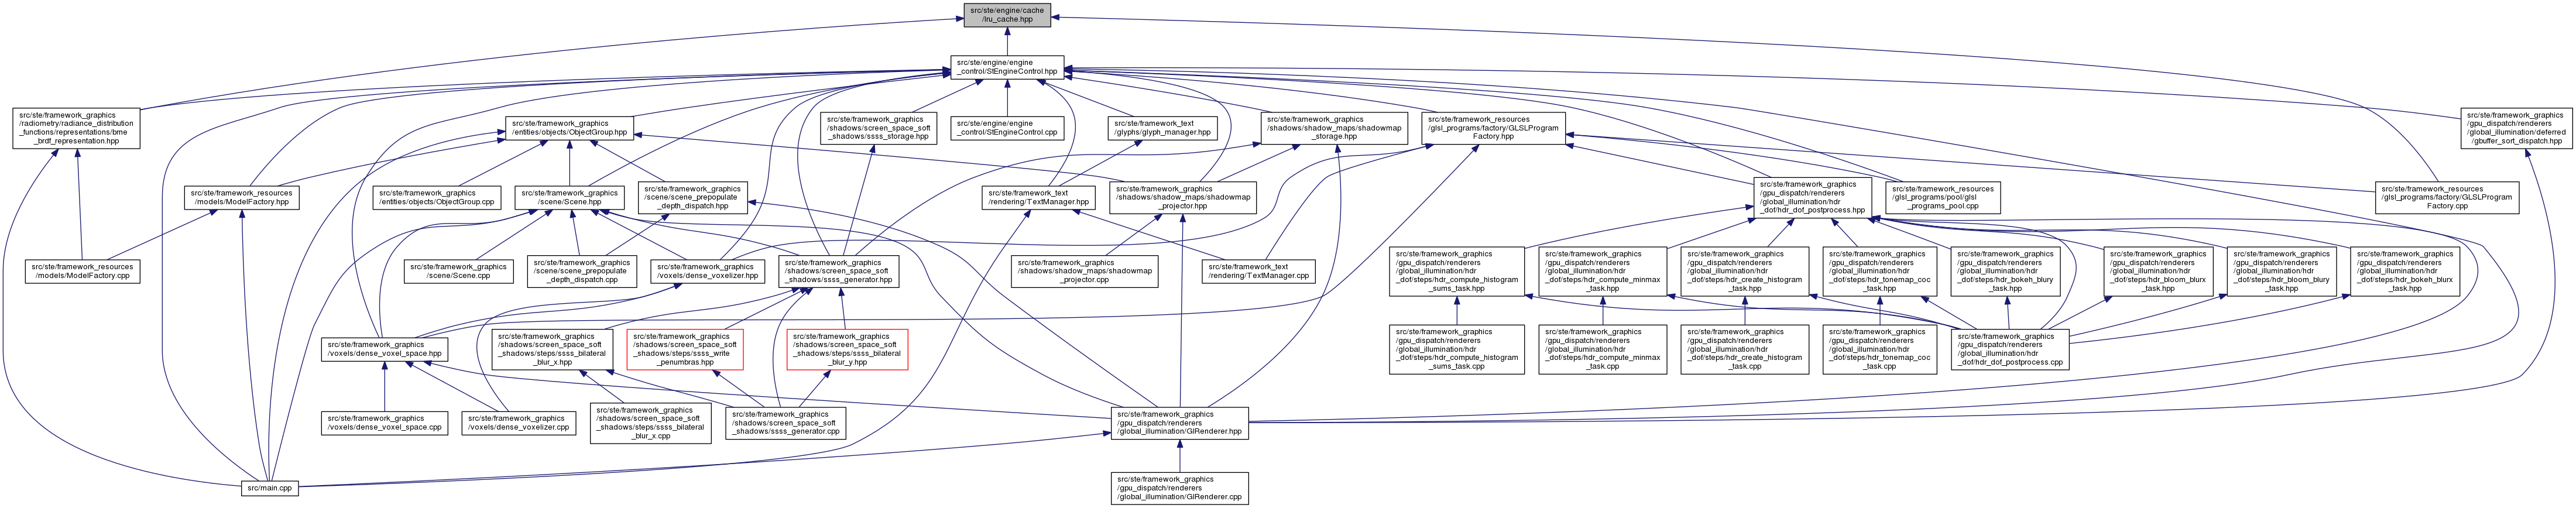 src/ste/engine/cache
/lru_cache.hpp
src/ste/engine/engine
_control/StEngineControl.hpp
src/ste/framework_graphics
/radiometry/radiance_distribution
_functions/representations/bme
_brdf_representation.hpp
src/ste/framework_graphics
/entities/objects/ObjectGroup.hpp
src/ste/framework_graphics
/shadows/screen_space_soft
_shadows/ssss_storage.hpp
src/ste/engine/engine
_control/StEngineControl.cpp
src/ste/framework_text
/glyphs/glyph_manager.hpp
src/ste/framework_graphics
/shadows/shadow_maps/shadowmap
_storage.hpp
src/ste/framework_resources
/glsl_programs/factory/GLSLProgram
Factory.hpp
src/ste/framework_graphics
/gpu_dispatch/renderers
/global_illumination/deferred
/gbuffer_sort_dispatch.hpp
src/ste/framework_resources
/models/ModelFactory.hpp
src/ste/framework_graphics
/entities/objects/ObjectGroup.cpp
src/ste/framework_graphics
/scene/Scene.hpp
src/ste/framework_graphics
/scene/scene_prepopulate
_depth_dispatch.hpp
src/ste/framework_text
/rendering/TextManager.hpp
src/ste/framework_graphics
/shadows/shadow_maps/shadowmap
_projector.hpp
src/ste/framework_graphics
/gpu_dispatch/renderers
/global_illumination/hdr
_dof/hdr_dof_postprocess.hpp
src/ste/framework_resources
/glsl_programs/pool/glsl
_programs_pool.cpp
src/ste/framework_resources
/glsl_programs/factory/GLSLProgram
Factory.cpp
src/ste/framework_resources
/models/ModelFactory.cpp
src/ste/framework_graphics
/scene/Scene.cpp
src/ste/framework_graphics
/scene/scene_prepopulate
_depth_dispatch.cpp
src/ste/framework_graphics
/voxels/dense_voxelizer.hpp
src/ste/framework_graphics
/shadows/screen_space_soft
_shadows/ssss_generator.hpp
src/ste/framework_graphics
/shadows/shadow_maps/shadowmap
_projector.cpp
src/ste/framework_text
/rendering/TextManager.cpp
src/ste/framework_graphics
/gpu_dispatch/renderers
/global_illumination/hdr
_dof/steps/hdr_compute_histogram
_sums_task.hpp
src/ste/framework_graphics
/gpu_dispatch/renderers
/global_illumination/hdr
_dof/steps/hdr_compute_minmax
_task.hpp
src/ste/framework_graphics
/gpu_dispatch/renderers
/global_illumination/hdr
_dof/steps/hdr_create_histogram
_task.hpp
src/ste/framework_graphics
/gpu_dispatch/renderers
/global_illumination/hdr
_dof/steps/hdr_tonemap_coc
_task.hpp
src/ste/framework_graphics
/gpu_dispatch/renderers
/global_illumination/hdr
_dof/steps/hdr_bokeh_blury
_task.hpp
src/ste/framework_graphics
/gpu_dispatch/renderers
/global_illumination/hdr
_dof/steps/hdr_bloom_blurx
_task.hpp
src/ste/framework_graphics
/gpu_dispatch/renderers
/global_illumination/hdr
_dof/steps/hdr_bloom_blury
_task.hpp
src/ste/framework_graphics
/gpu_dispatch/renderers
/global_illumination/hdr
_dof/steps/hdr_bokeh_blurx
_task.hpp
src/ste/framework_graphics
/voxels/dense_voxel_space.hpp
src/ste/framework_graphics
/shadows/screen_space_soft
_shadows/steps/ssss_bilateral
_blur_x.hpp
src/ste/framework_graphics
/shadows/screen_space_soft
_shadows/steps/ssss_write
_penumbras.hpp
src/ste/framework_graphics
/shadows/screen_space_soft
_shadows/steps/ssss_bilateral
_blur_y.hpp
src/ste/framework_graphics
/gpu_dispatch/renderers
/global_illumination/hdr
_dof/steps/hdr_compute_histogram
_sums_task.cpp
src/ste/framework_graphics
/gpu_dispatch/renderers
/global_illumination/hdr
_dof/steps/hdr_compute_minmax
_task.cpp
src/ste/framework_graphics
/gpu_dispatch/renderers
/global_illumination/hdr
_dof/steps/hdr_create_histogram
_task.cpp
src/ste/framework_graphics
/gpu_dispatch/renderers
/global_illumination/hdr
_dof/steps/hdr_tonemap_coc
_task.cpp
src/ste/framework_graphics
/gpu_dispatch/renderers
/global_illumination/hdr
_dof/hdr_dof_postprocess.cpp
src/ste/framework_graphics
/voxels/dense_voxel_space.cpp
src/ste/framework_graphics
/voxels/dense_voxelizer.cpp
src/ste/framework_graphics
/shadows/screen_space_soft
_shadows/steps/ssss_bilateral
_blur_x.cpp
src/ste/framework_graphics
/shadows/screen_space_soft
_shadows/ssss_generator.cpp
src/ste/framework_graphics
/gpu_dispatch/renderers
/global_illumination/GIRenderer.hpp
src/main.cpp
src/ste/framework_graphics
/gpu_dispatch/renderers
/global_illumination/GIRenderer.cpp